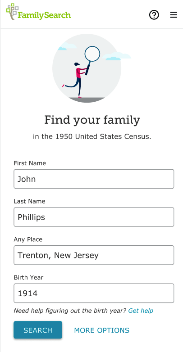 FamilySearch
Find your family
in the 1950 United States Census.
First Name
John
Last Name
Phillips
Any Place
Trenton, New Jersey
Birth Year
1914
Need help figuring out the birth year? Get help
SEARCH MORE OPTIONS